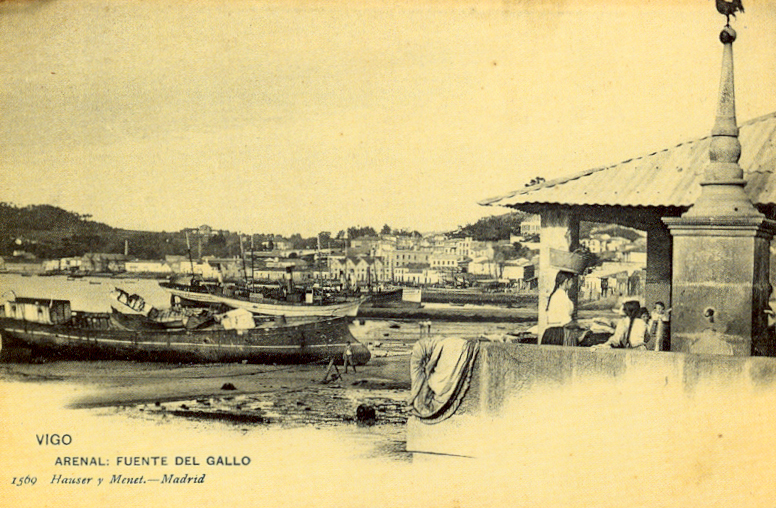 VIGO
ARENAL: FUENTE DEL GALLO
1569 Hauser y Menet.—Madrid